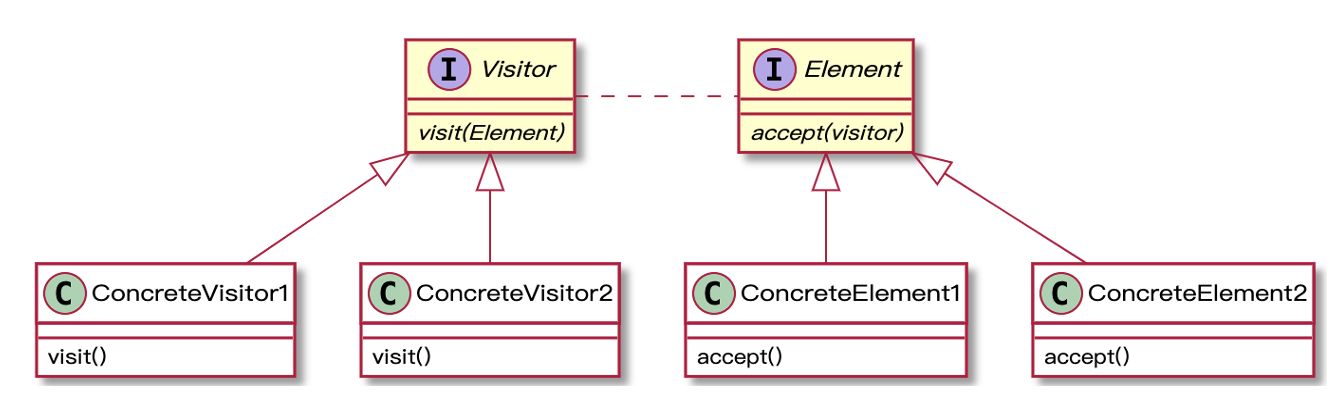 I Visitor
visit(Element)
I Element
accept(visitor)
C ConcreteVisitor1
visit()
C ConcreteVisitor2
visit()
C ConcreteElement1
accept()
C ConcreteElement2
accept()